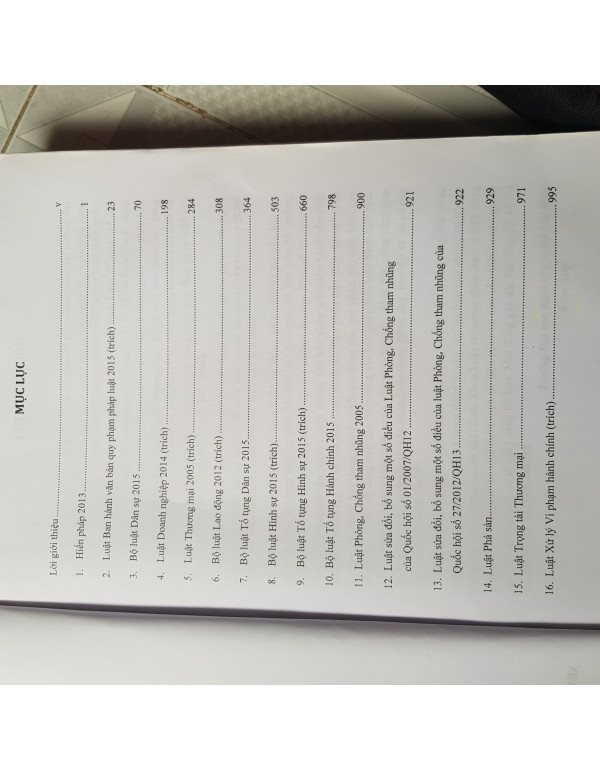 MỤC LỤC
Lời giới thiệu........v
1. Hiến pháp 2013........1
2. Luật Ban hành văn bản quy phạm pháp luật 2015 (trích)........23
3. Bộ luật Dân sự 2015........70
4. Luật Doanh nghiệp 2014 (trích)........198
5. Luật Thương mại 2005 (trích)........284
6. Bộ luật Lao động 2012 (trích)........308
7. Bộ luật Tố tụng Dân sự 2015........364
8. Bộ luật Hình sự 2015 (trích)........503
9. Bộ luật Tố tụng Hình sự 2015 (trích)........660
10. Bộ luật Tố tụng Hành chính 2015........798
11. Luật Phòng, Chống tham nhũng 2005........900
12. Luật sửa đổi, bổ sung một số điều của Luật Phòng, Chống tham nhũng
của Quốc hội số 01/2007/QH12........921
13. Luật sửa đổi, bổ sung một số điều của luật Phòng, Chống tham nhũng của
Quốc hội số 27/2012/QH13........922
14. Luật Phá sản........929
15. Luật Trọng tài Thương mại........971
16. Luật Xử lý Vi phạm hành chính (trích)........995